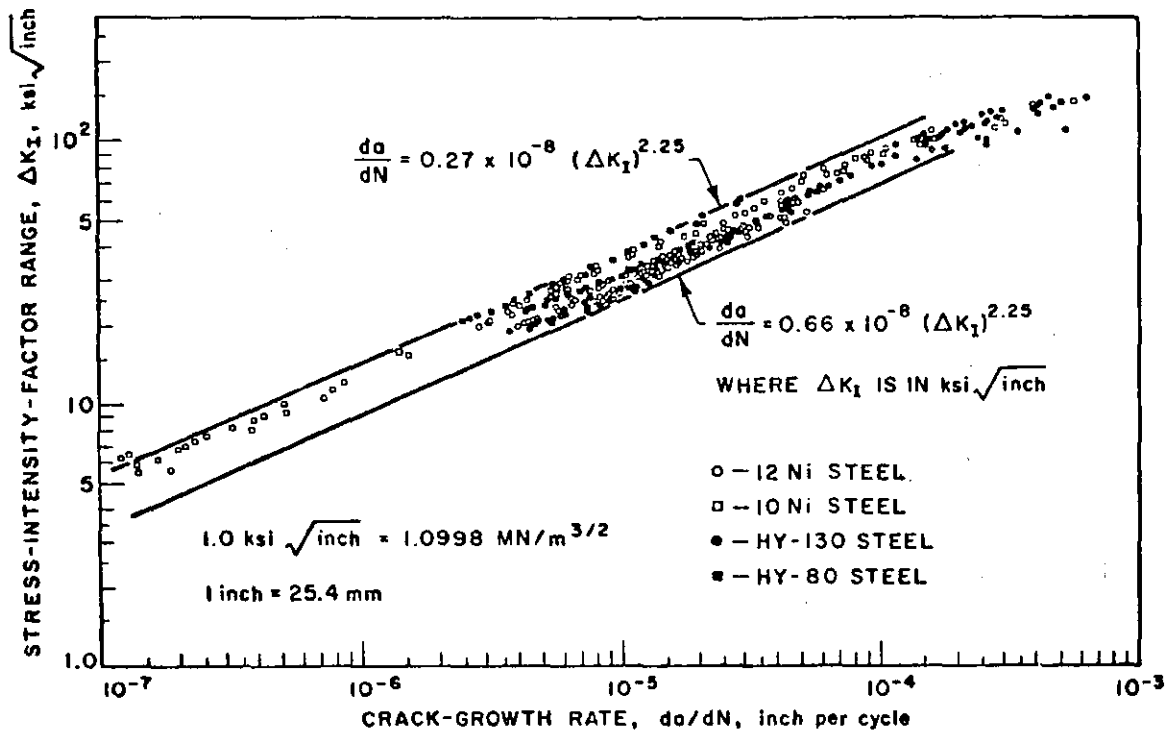 STRESS-INTENSITY-FACTOR RANGE, ΔK_I, ksi √inch
10²
5
10
5
1.0
da/dN = 0.27 x 10⁻⁸ (ΔK_I)²·²⁵
da/dN = 0.66 x 10⁻⁸ (ΔK_I)²·²⁵
WHERE ΔK_I IS IN ksi √inch
○ – 12 Ni STEEL
□ – 10 Ni STEEL
● – HY-130 STEEL
■ – HY-80 STEEL
1.0 ksi √inch = 1.0998 MN/m³/²
1 inch = 25.4 mm
10⁻⁷ 10⁻⁶ 10⁻⁵ 10⁻⁴ 10⁻³
CRACK-GROWTH RATE, da/dN, inch per cycle